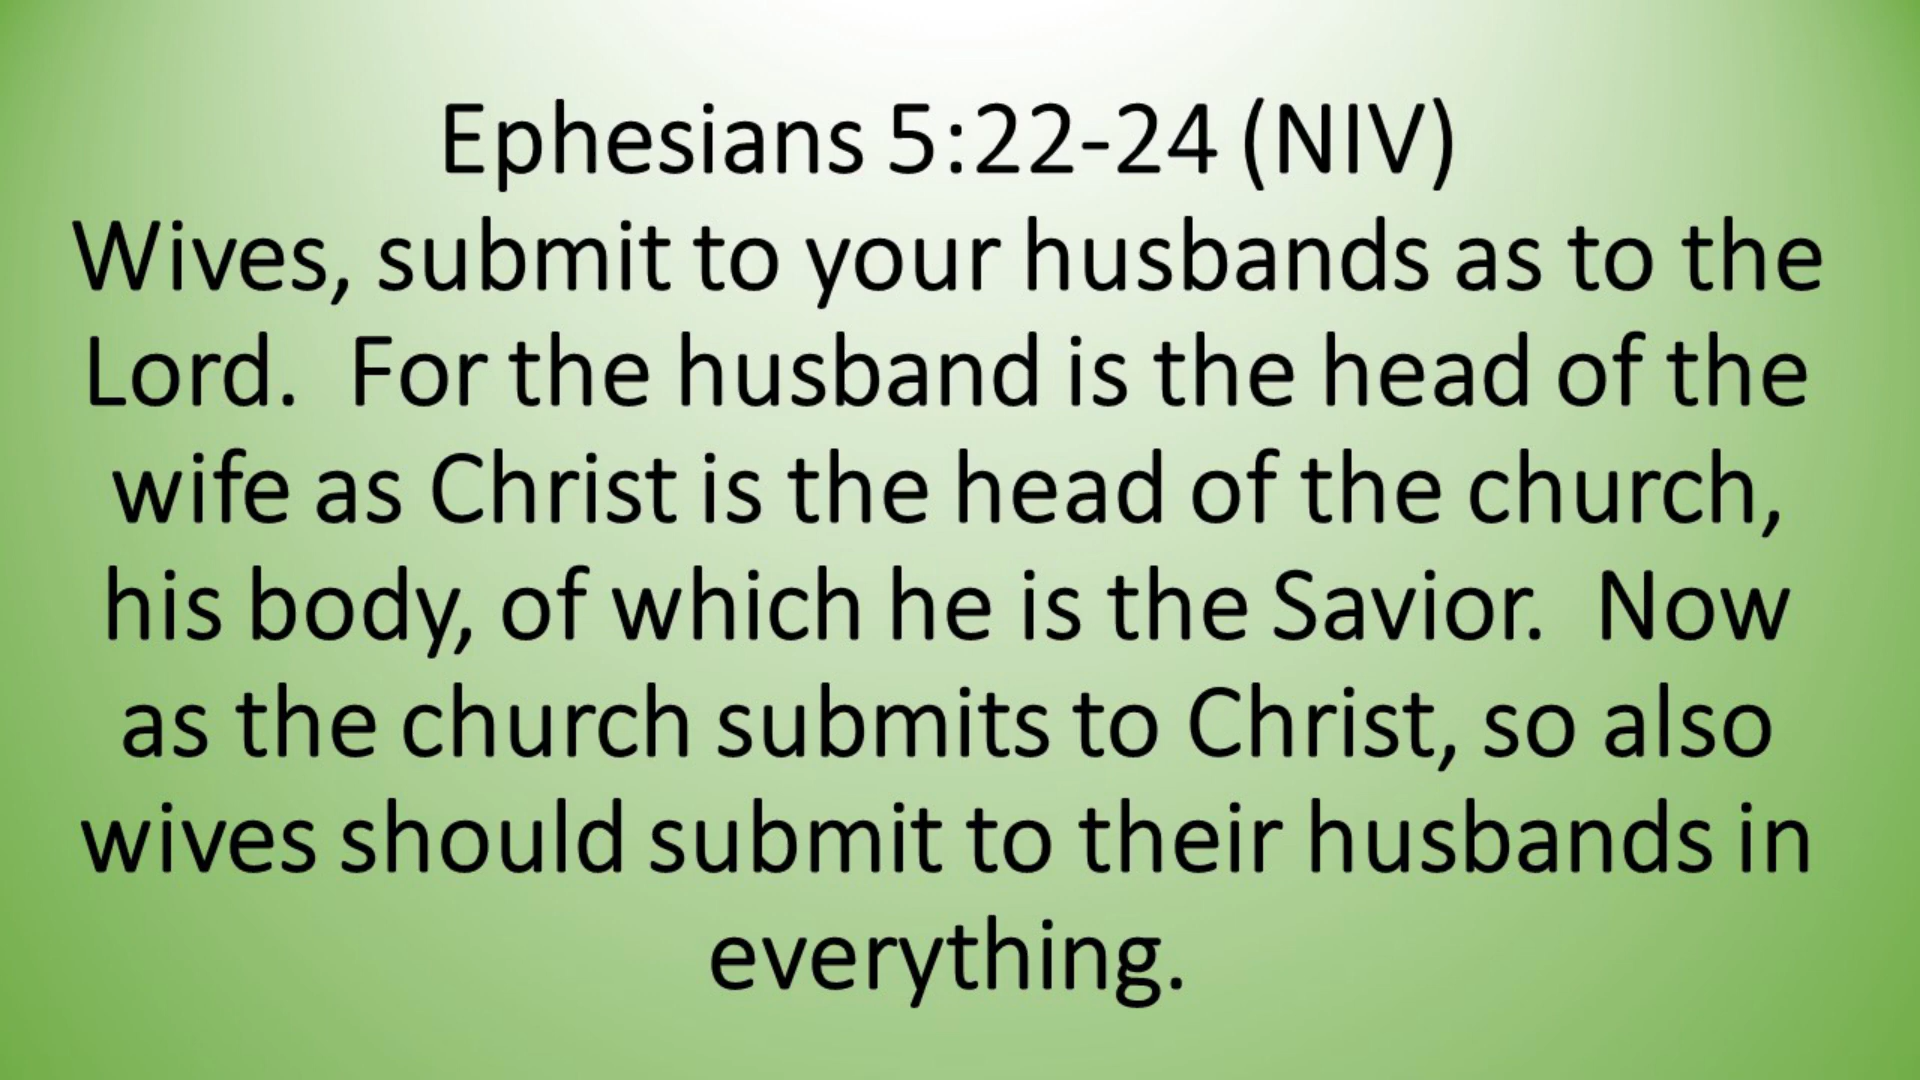 Ephesians 5:22-24 (NIV)
Wives, submit to your husbands as to the
Lord.  For the husband is the head of the
wife as Christ is the head of the church,
his body, of which he is the Savior.  Now
as the church submits to Christ, so also
wives should submit to their husbands in
everything.